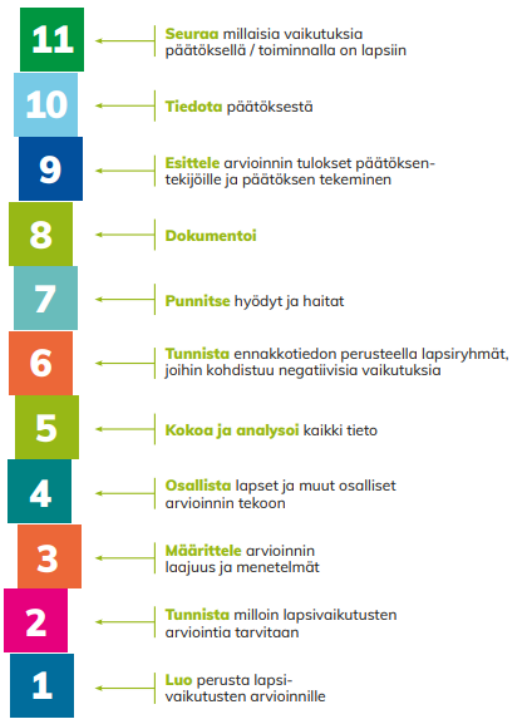 11
Seuraa millaisia vaikutuksia
päätöksellä / toiminnalla on lapsiin
10
Tiedota päätöksestä
9
Esittele arvioinnin tulokset päätöksen-
tekijöille ja päätöksen tekeminen
8
Dokumentoi
7
Punnitse hyödyt ja haitat
6
Tunnista ennakkotiedon perusteella lapsiryhmät,
joihin kohdistuu negatiivisia vaikutuksia
5
Kokoa ja analysoi kaikki tieto
4
Osallista lapset ja muut osalliset
arvioinnin tekoon
3
Määrittele arvioinnin
laajuus ja menetelmät
2
Tunnista milloin lapsivaikutusten
arviointia tarvitaan
1
Luo perusta lapsi-
vaikutusten arvioinnille